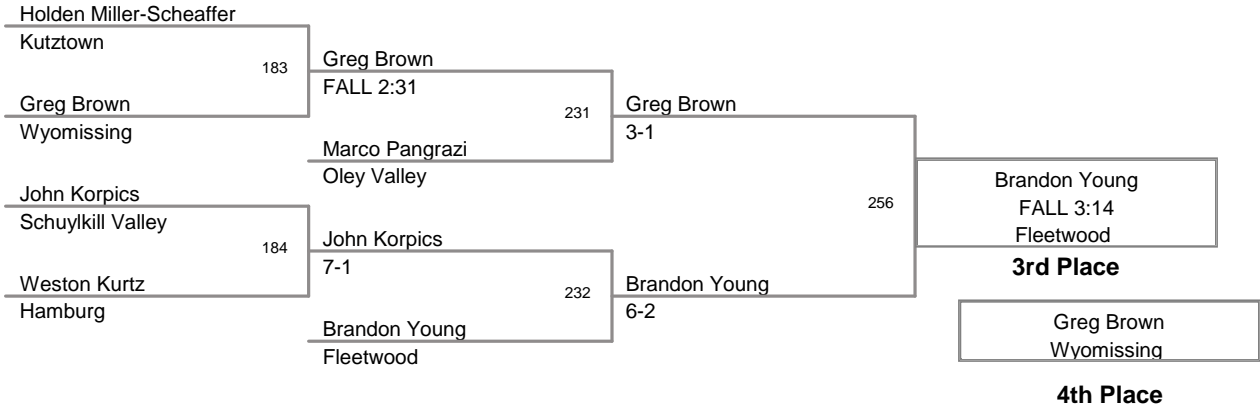 Holden Miller-Scheaffer
Kutztown
183
Greg Brown
Wyomissing
Greg Brown
FALL 2:31
231
Marco Pangrazi
Oley Valley
Greg Brown
3-1
John Korpics
Schuylkill Valley
184
Weston Kurtz
Hamburg
John Korpics
7-1
232
Brandon Young
Fleetwood
Brandon Young
6-2
256
Brandon Young
FALL 3:14
Fleetwood
3rd Place
Greg Brown
Wyomissing
4th Place